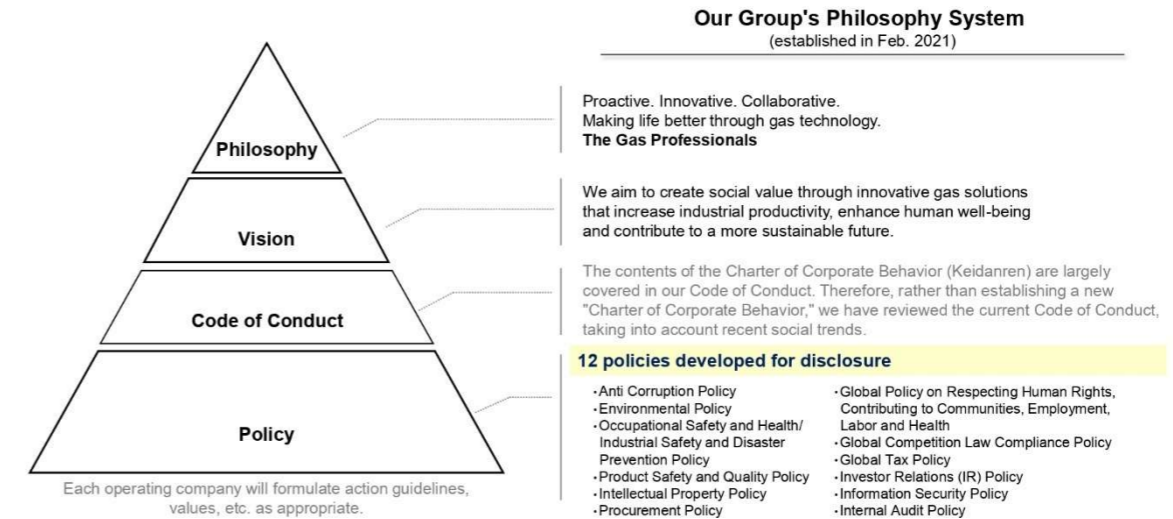 Our Group's Philosophy System
(established in Feb. 2021)
Philosophy
Proactive. Innovative. Collaborative.
Making life better through gas technology.
The Gas Professionals
Vision
We aim to create social value through innovative gas solutions
that increase industrial productivity, enhance human well-being
and contribute to a more sustainable future.
Code of Conduct
The contents of the Charter of Corporate Behavior (Keidanren) are largely
covered in our Code of Conduct. Therefore, rather than establishing a new
"Charter of Corporate Behavior," we have reviewed the current Code of Conduct,
taking into account recent social trends.
Policy
12 policies developed for disclosure
・Anti Corruption Policy
・Environmental Policy
・Occupational Safety and Health/
Industrial Safety and Disaster
Prevention Policy
・Product Safety and Quality Policy
・Intellectual Property Policy
・Procurement Policy
・Global Policy on Respecting Human Rights,
Contributing to Communities, Employment,
Labor and Health
・Global Competition Law Compliance Policy
・Global Tax Policy
・Investor Relations (IR) Policy
・Information Security Policy
・Internal Audit Policy
Each operating company will formulate action guidelines,
values, etc. as appropriate.